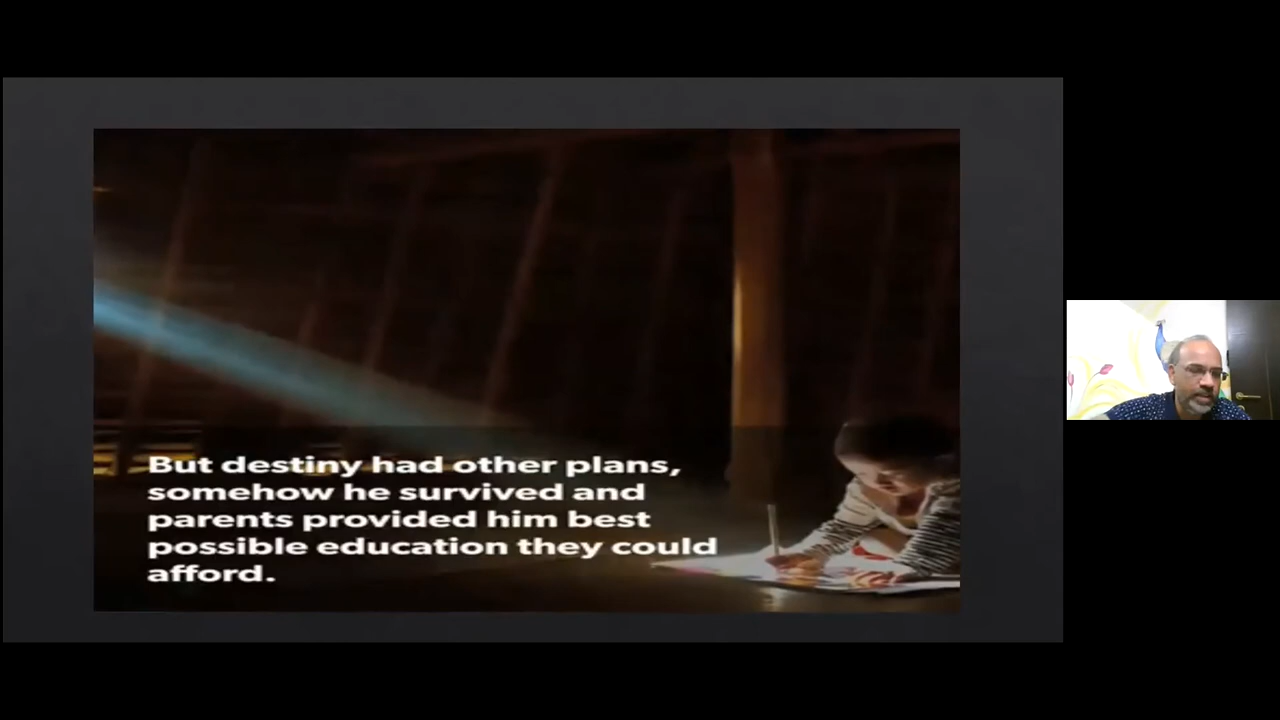 But destiny had other plans,
somehow he survived and
parents provided him best
possible education they could
afford.